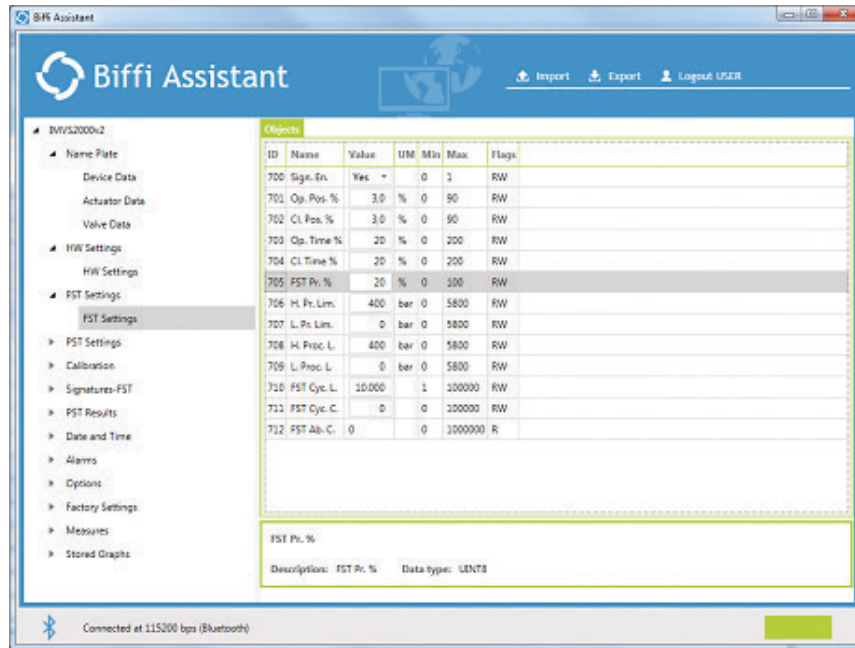 Biffi Assistant
Biffi Assistant
Import Export Logout USER
IMVS2000v2
Name Plate
Device Data
Actuator Data
Valve Data
HW Settings
HW Settings
FST Settings
FST Settings
PST Settings
Calibration
Signatures-FST
PST Results
Date and Time
Alarms
Options
Factory Settings
Measures
Stored Graphs
Objects
ID Name Value UM Min Max Flags
700 Sign. En. Yes 0 1 RW
701 Op. Pos. % 3,0 % 0 90 RW
702 Cl. Pos. % 3,0 % 0 90 RW
703 Op. Time % 20 % 0 200 RW
704 Cl. Time % 20 % 0 200 RW
705 FST Pr. % 20 % 0 100 RW
706 H. Pr. Lim. 400 bar 0 5800 RW
707 L. Pr. Lim. 0 bar 0 5800 RW
708 H. Proc. L. 400 bar 0 5800 RW
709 L. Proc. L. 0 bar 0 5800 RW
710 FST Cyc. L. 10.000 1 100000 RW
711 FST Cyc. C. 0 0 100000 RW
712 FST Ab. C. 0 0 1000000 R
FST Pr. %
Description: FST Pr. % Data type: UINT8
Connected at 115200 bps (Bluetooth)